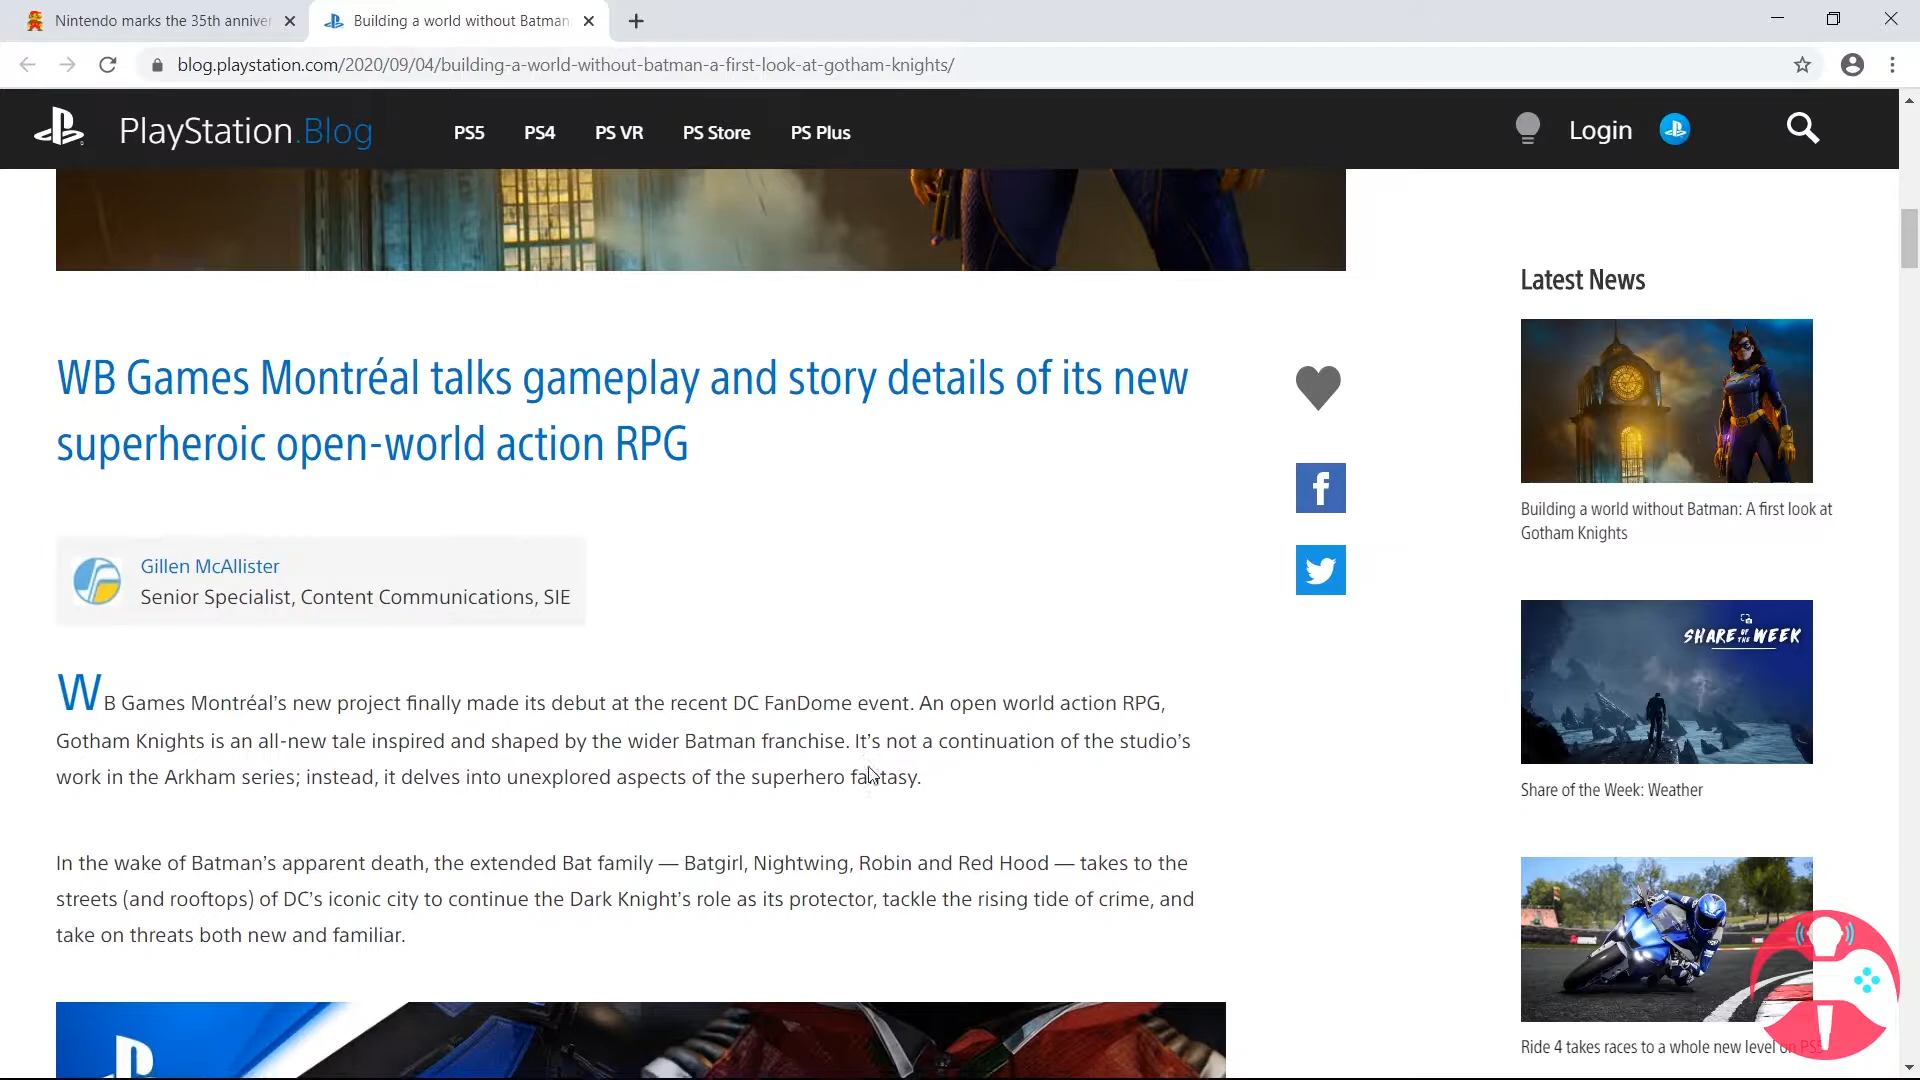 Nintendo marks the 35th anniver
Building a world without Batman
blog.playstation.com/2020/09/04/building-a-world-without-batman-a-first-look-at-gotham-knights/
PlayStation.Blog
PS5
PS4
PS VR
PS Store
PS Plus
Login
WB Games Montréal talks gameplay and story details of its new
superheroic open-world action RPG
Gillen McAllister
Senior Specialist, Content Communications, SIE
WB Games Montréal’s new project finally made its debut at the recent DC FanDome event. An open world action RPG,
Gotham Knights is an all-new tale inspired and shaped by the wider Batman franchise. It’s not a continuation of the studio’s
work in the Arkham series; instead, it delves into unexplored aspects of the superhero fantasy.
In the wake of Batman’s apparent death, the extended Bat family — Batgirl, Nightwing, Robin and Red Hood — takes to the
streets (and rooftops) of DC’s iconic city to continue the Dark Knight’s role as its protector, tackle the rising tide of crime, and
take on threats both new and familiar.
Latest News
Building a world without Batman: A first look at
Gotham Knights
SHARE OF THE WEEK
Share of the Week: Weather
Ride 4 takes races to a whole new level on PS5